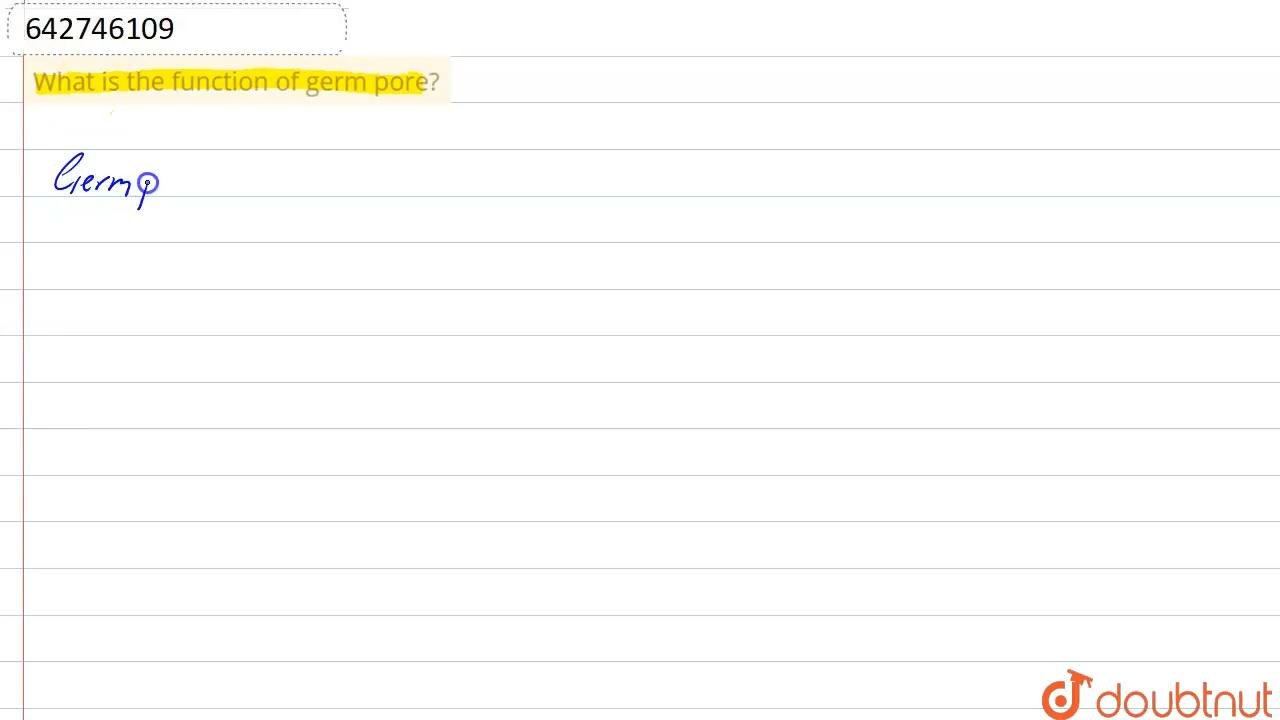 642746109
What is the function of germ pore?
Germ p
doubtnut